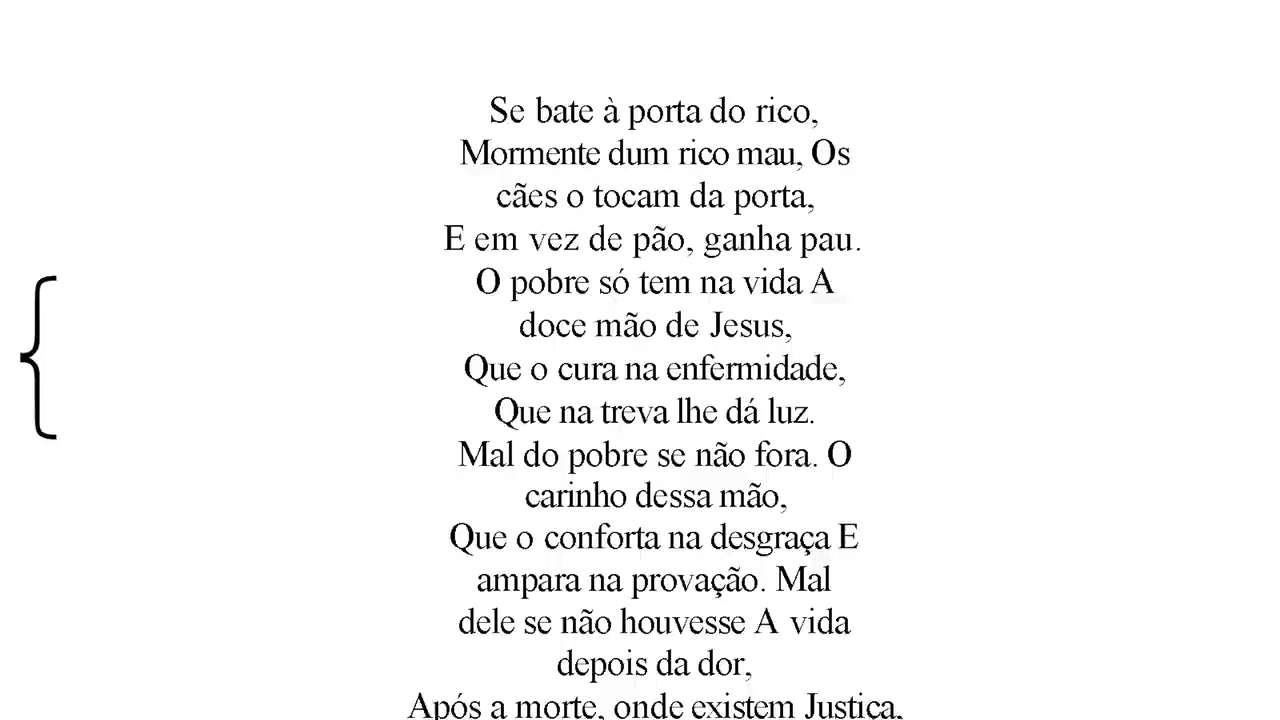 Se bate à porta do rico,
Mormente dum rico mau, Os
cães o tocam da porta,
E em vez de pão, ganha pau.
O pobre só tem na vida A
doce mão de Jesus,
Que o cura na enfermidade,
Que na treva lhe dá luz.
Mal do pobre se não fora. O
carinho dessa mão,
Que o conforta na desgraça E
ampara na provação. Mal
dele se não houvesse A vida
depois da dor,
Após a morte, onde existem Justiça,